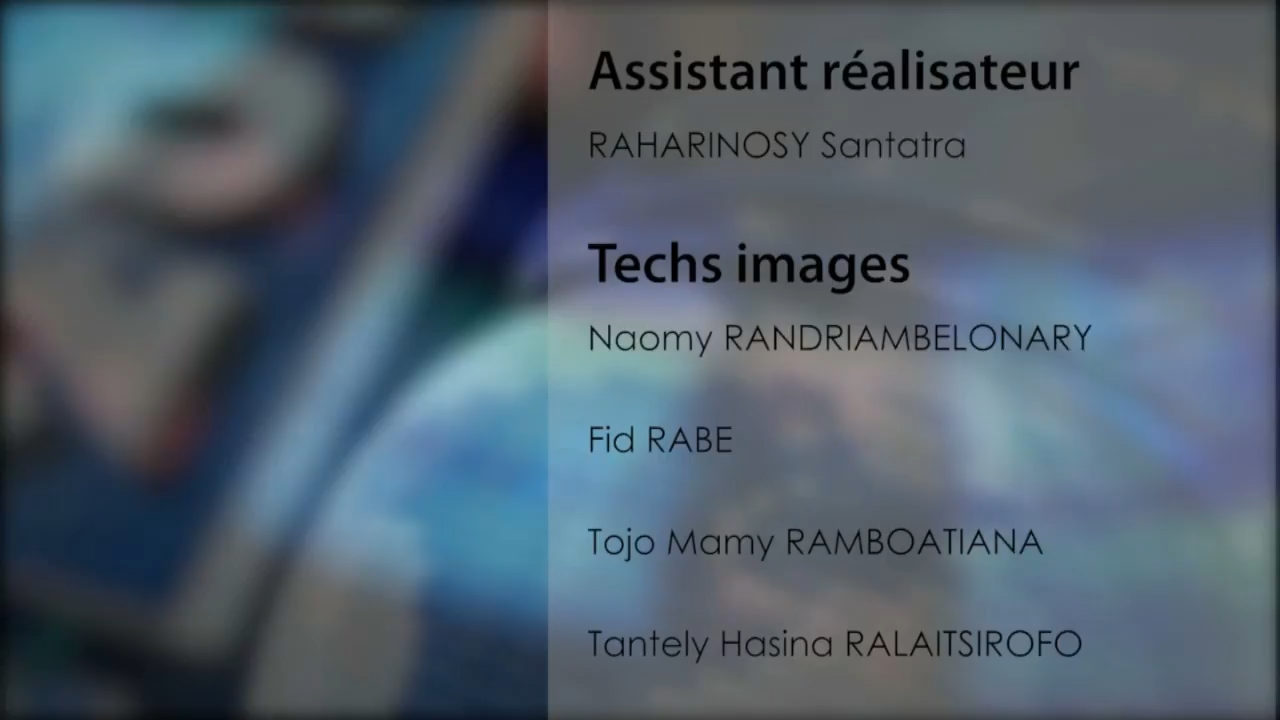 Assistant réalisateur
RAHARINOSY Santatra
Techs images
Naomy RANDRIAMBELONARY
Fid RABE
Tojo Mamy RAMBOATIANA
Tantely Hasina RALAITSIROFO